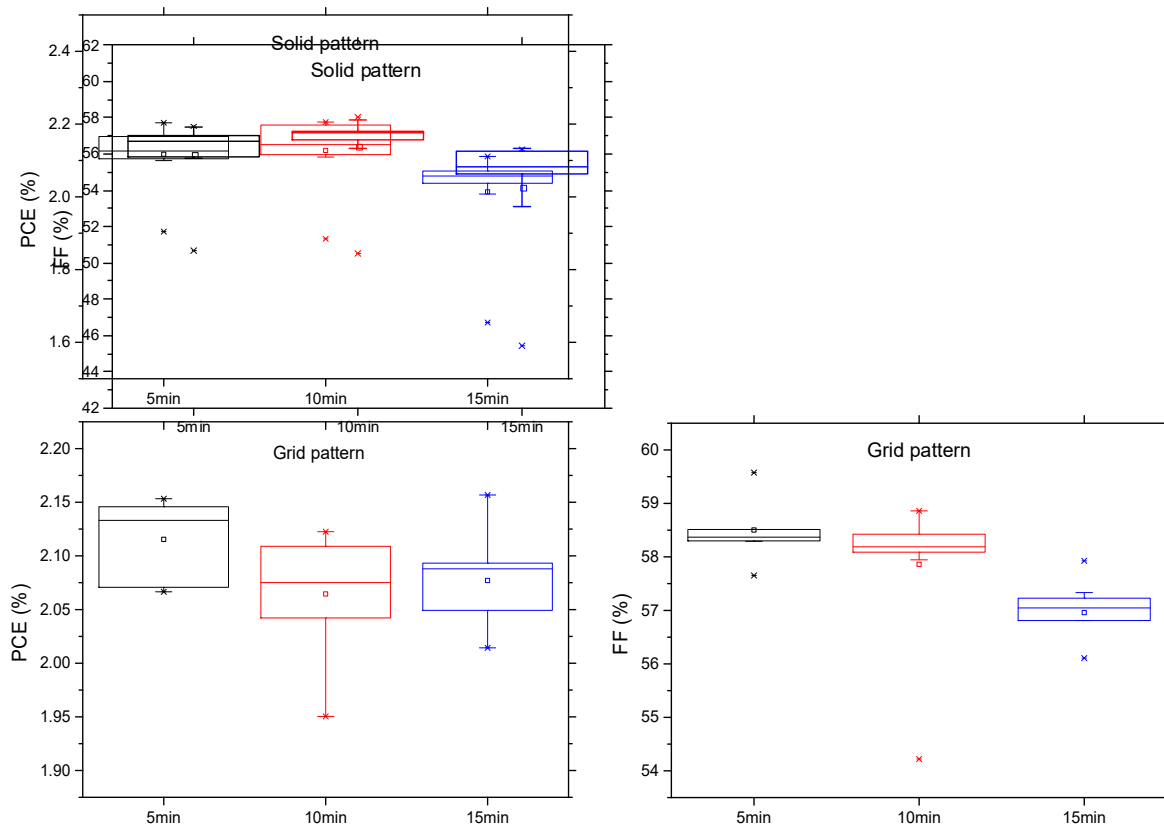 Solid pattern
Solid pattern
2.4
2.2
2.0
1.8
1.6
PCE (%)
62
60
58
56
54
52
50
48
46
44
42
FF (%)
5min
10min
15min
5min
10min
15min
Grid pattern
2.20
2.15
2.10
2.05
2.00
1.95
1.90
PCE (%)
5min
10min
15min
Grid pattern
60
59
58
57
56
55
54
FF (%)
5min
10min
15min